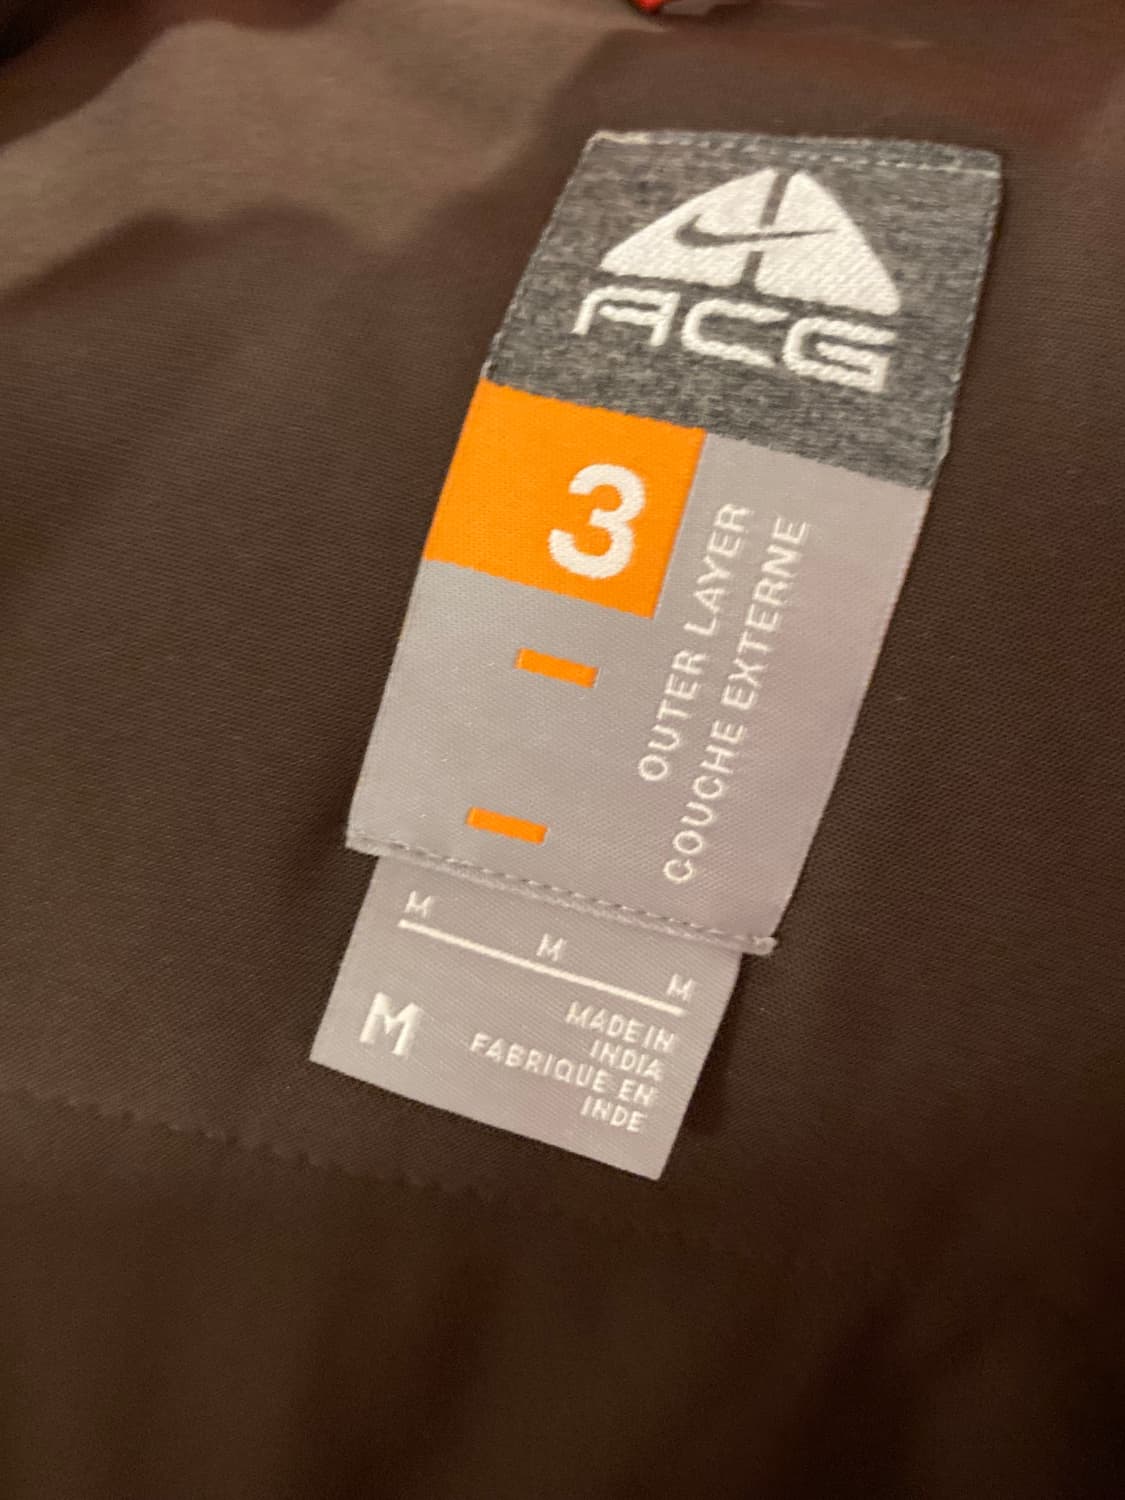 ACG
3
OUTER LAYER
COUCHE EXTERNE
M
M
M
M
MADE IN
INDIA
FABRIQUE EN
INDE